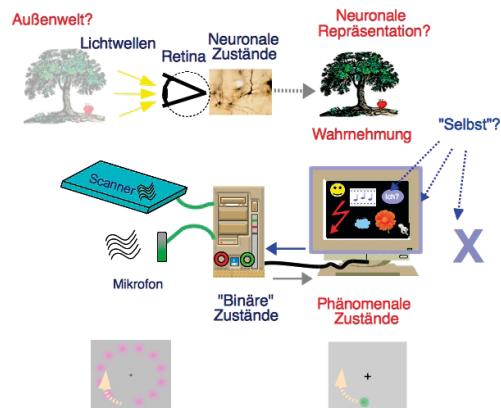 Außenwelt?
Lichtwellen
Retina
Neuronale
Zustände
Neuronale
Repräsentation?
Wahrnehmung
"Selbst"?
Scanner
Ich?
X
Mikrofon
"Binäre"
Zustände
Phänomenale
Zustände